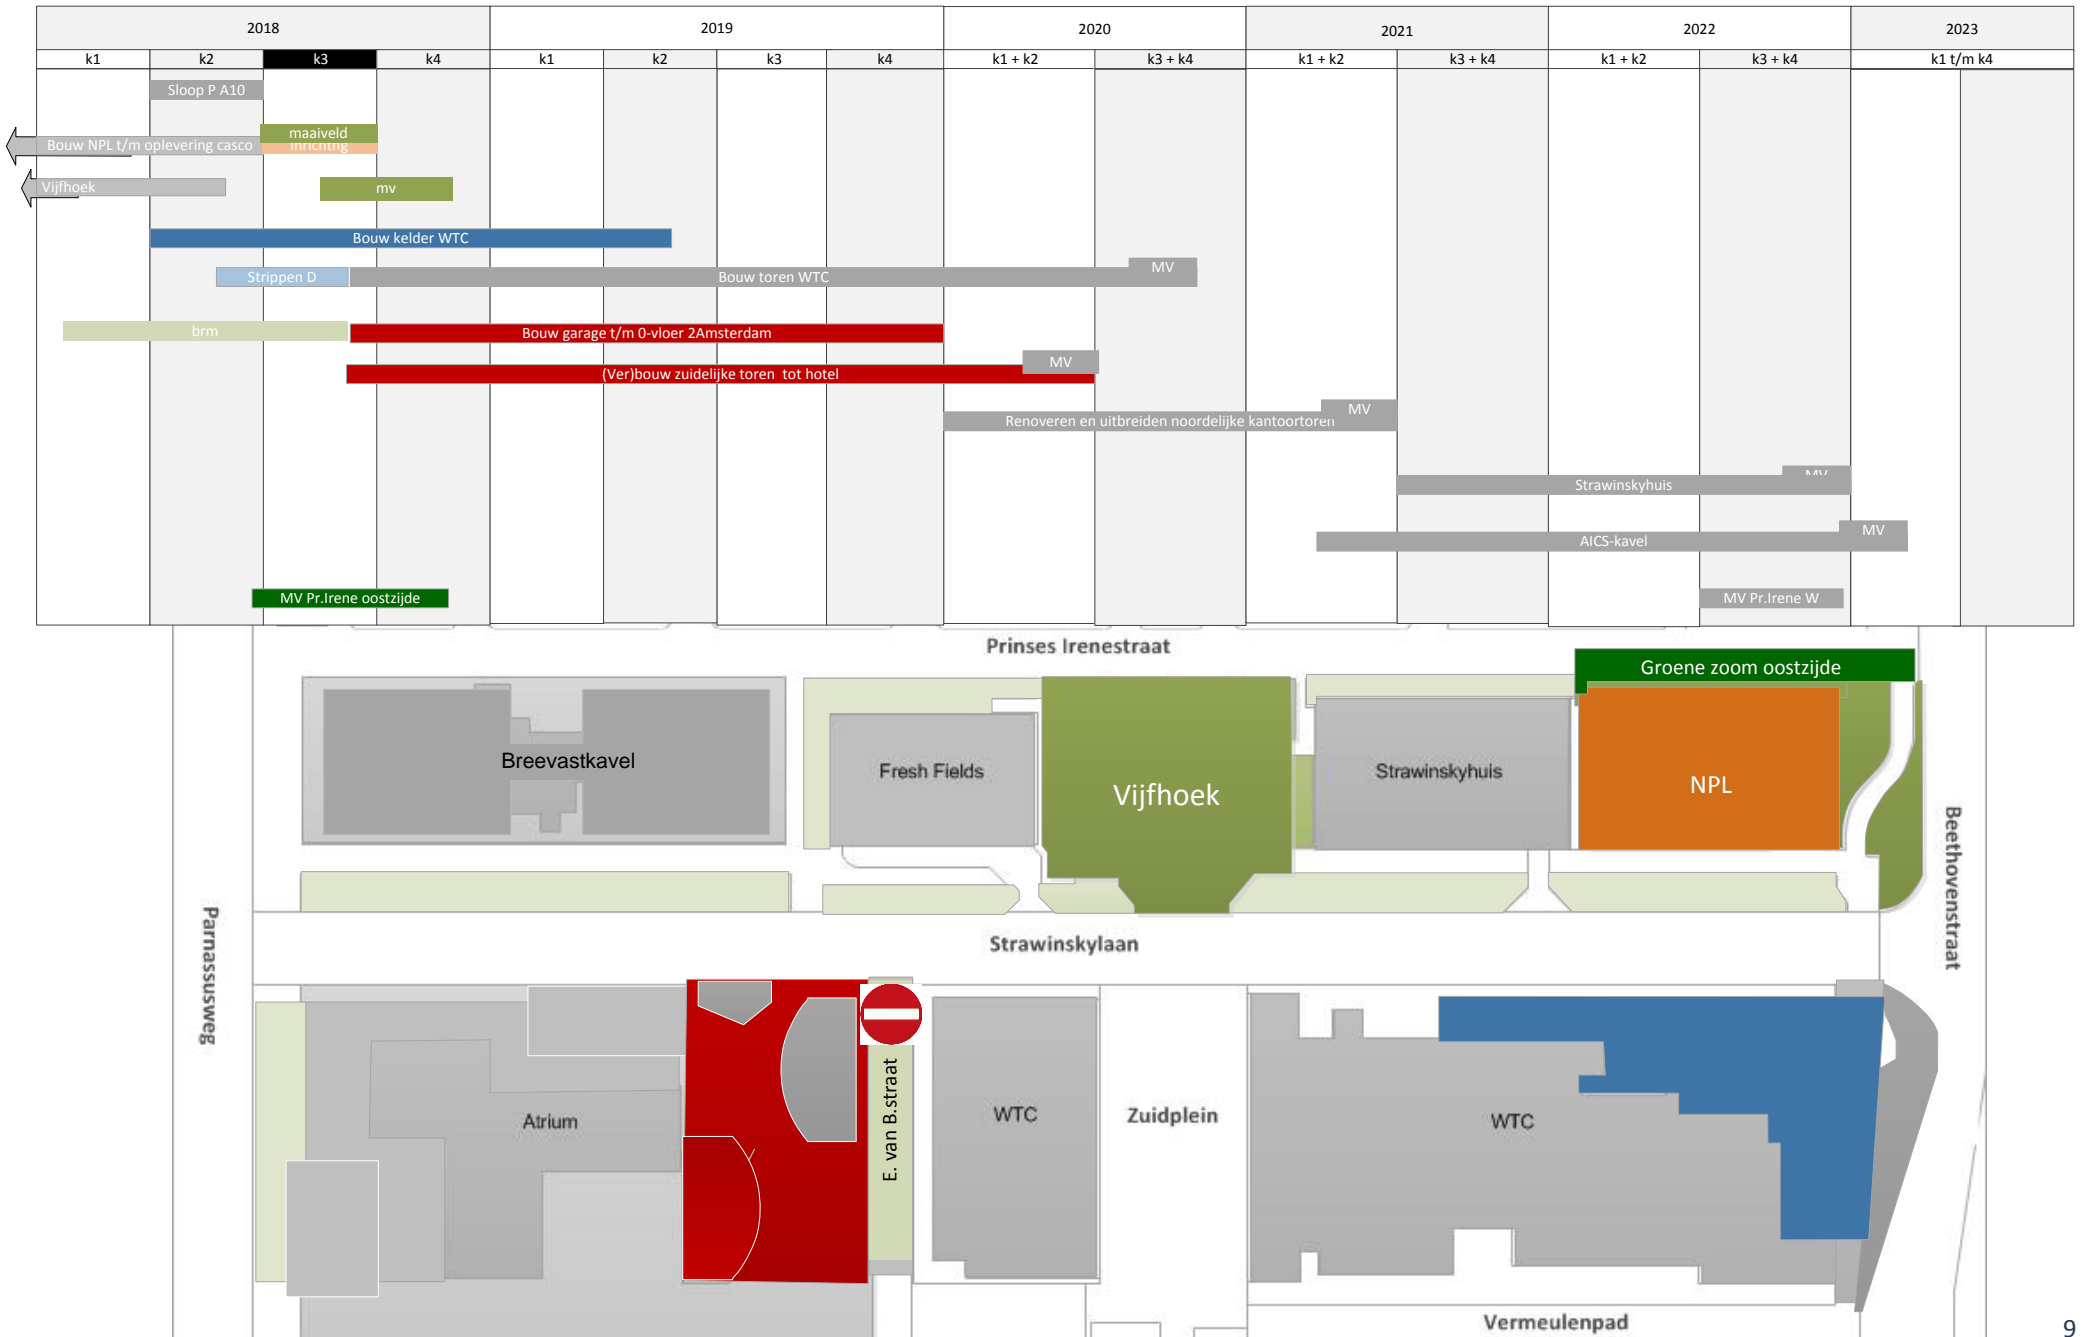 2018 2019 2020 2021 2022 2023
k1 k2 k3 k4 k1 k2 k3 k4 k1 + k2 k3 + k4 k1 + k2 k3 + k4 k1 + k2 k3 + k4 k1 t/m k4
Sloop P A10
maaiveld
Bouw NPL t/m oplevering casco inrichting
Vijfhoek mv
Bouw kelder WTC
MV
Strippen D Bouw toren WTC
brm Bouw garage t/m 0-vloer 2Amsterdam
MV
(Ver)bouw zuidelijke toren tot hotel
MV
Renoveren en uitbreiden noordelijke kantoortoren
MV
Strawinskyhuis
MV
AICS-kavel
MV Pr.Irene oostzijde MV Pr.Irene W
Prinses Irenestraat
Groene zoom oostzijde
Breevastkavel
Fresh Fields
Vijfhoek
Strawinskyhuis
NPL
Beethovenstraat
Parnassusweg
Strawinskylaan
Atrium
E. van B.straat
WTC
Zuidplein
WTC
Vermeulenpad
9